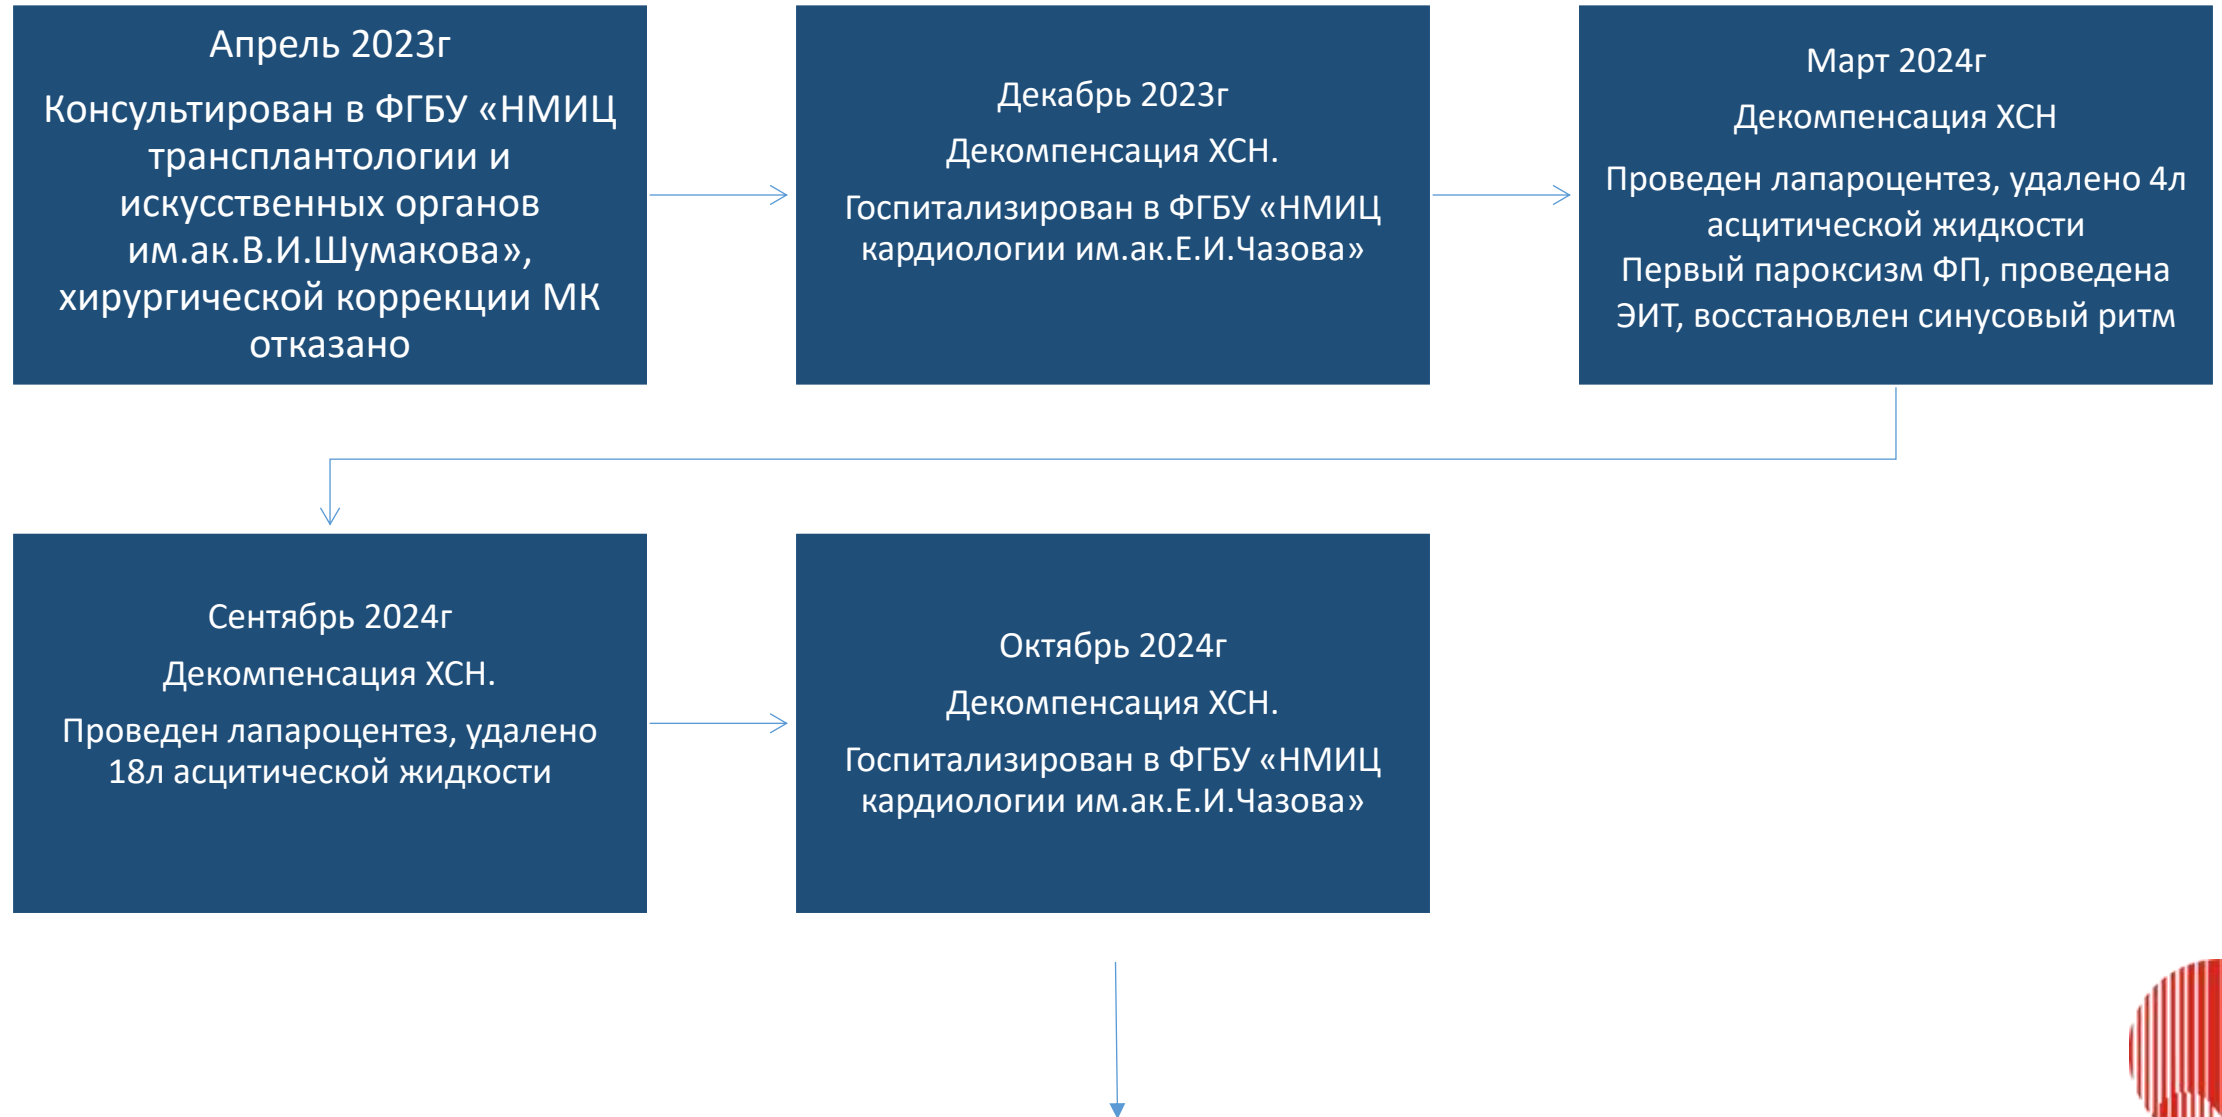 Апрель 2023г
Консультирован в ФГБУ «НМИЦ
трансплантологии и
искусственных органов
им.ак.В.И.Шумакова»,
хирургической коррекции МК
отказано
Декабрь 2023г
Декомпенсация ХСН.
Госпитализирован в ФГБУ «НМИЦ
кардиологии им.ак.Е.И.Чазова»
Март 2024г
Декомпенсация ХСН
Проведен лапароцентез, удалено 4л
асцитической жидкости
Первый пароксизм ФП, проведена
ЭИТ, восстановлен синусовый ритм
Сентябрь 2024г
Декомпенсация ХСН.
Проведен лапароцентез, удалено
18л асцитической жидкости
Октябрь 2024г
Декомпенсация ХСН.
Госпитализирован в ФГБУ «НМИЦ
кардиологии им.ак.Е.И.Чазова»